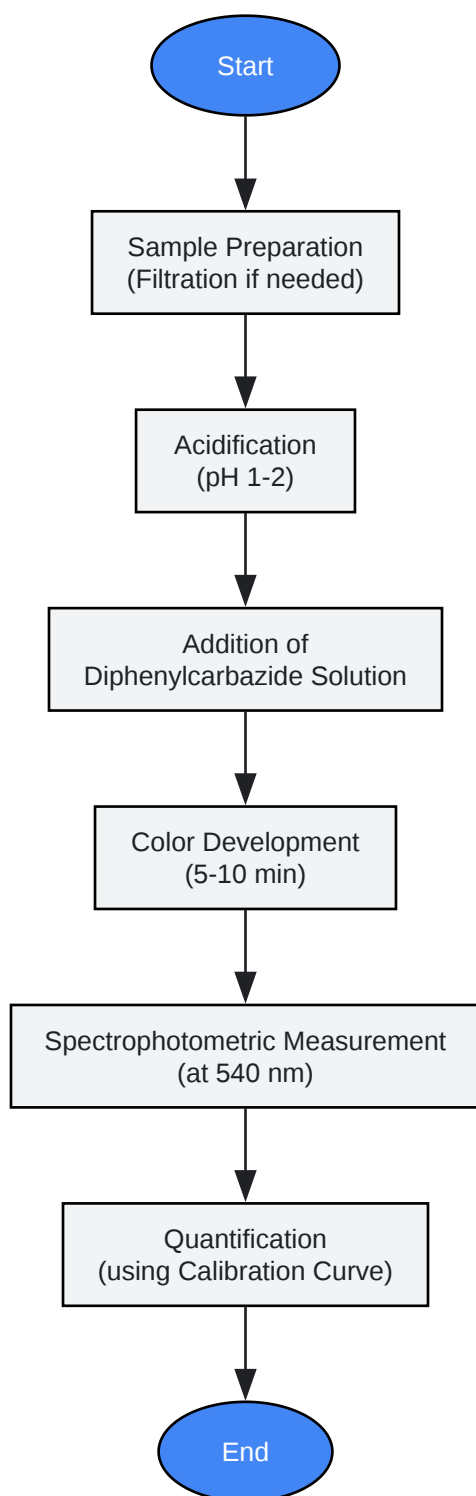 Start
Sample Preparation
(Filtration if needed)
Acidification
(pH 1-2)
Addition of
Diphenylcarbazide Solution
Color Development
(5-10 min)
Spectrophotometric Measurement
(at 540 nm)
Quantification
(using Calibration Curve)
End